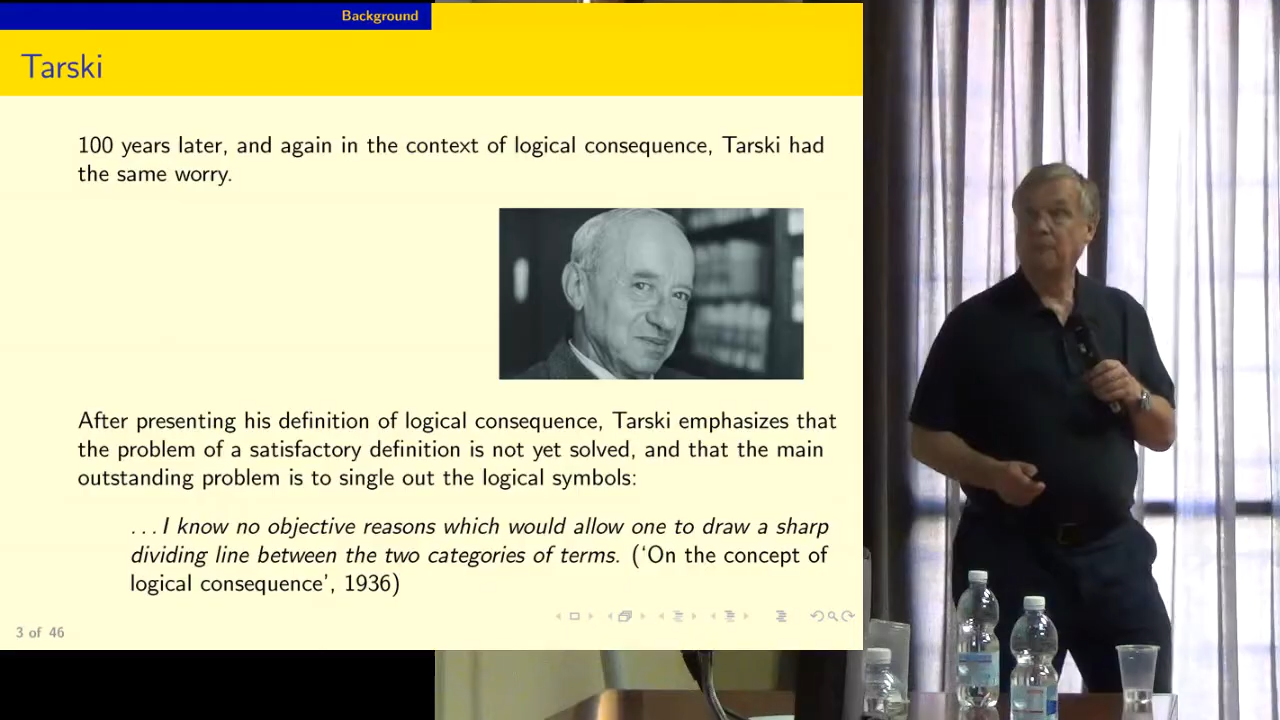 Background
Tarski
100 years later, and again in the context of logical consequence, Tarski had
the same worry.
After presenting his definition of logical consequence, Tarski emphasizes that
the problem of a satisfactory definition is not yet solved, and that the main
outstanding problem is to single out the logical symbols:
. . . I know no objective reasons which would allow one to draw a sharp
dividing line between the two categories of terms. (‘On the concept of
logical consequence’, 1936)
3 of 46